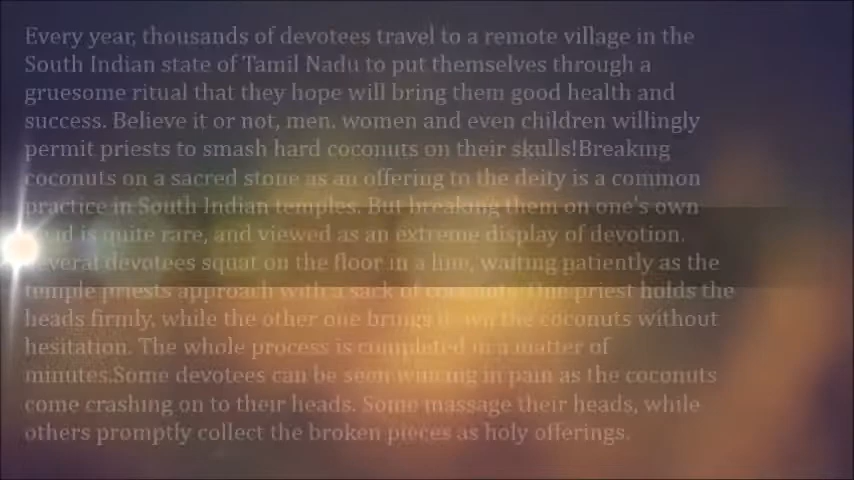 Every year, thousands of devotees travel to a remote village in the
South Indian state of Tamil Nadu to put themselves through a
gruesome ritual that they hope will bring them good health and
success. Believe it or not, men. women and even children willingly
permit priests to smash hard coconuts on their skulls!Breaking
coconuts on a sacred stone as an offering to the deity is a common
practice in South Indian temples. But breaking them on one's own
head is quite rare, and viewed as an extreme display of devotion.
Several devotees squat on the floor in a line, waiting patiently as the
temple priests approach with a sack of coconuts. One priest holds the
heads firmly, while the other one brings down the coconuts without
hesitation. The whole process is completed in a matter of
minutes.Some devotees can be seen wincing in pain as the coconuts
come crashing on to their heads. Some massage their heads, while
others promptly collect the broken pieces as holy offerings.